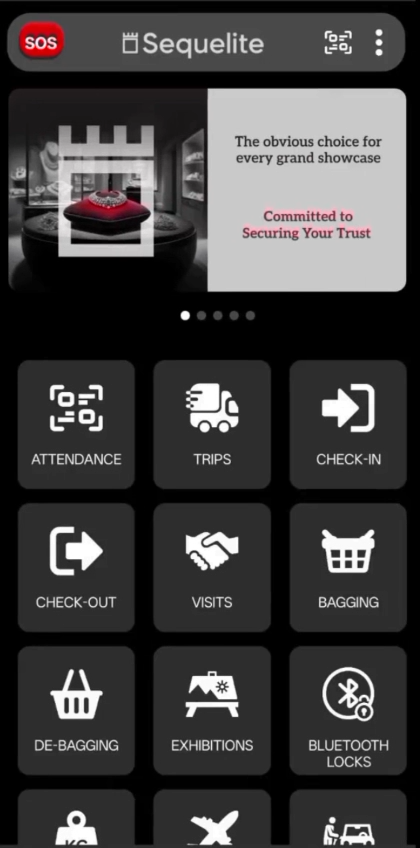 SOS
Sequelite
The obvious choice for
every grand showcase
Committed to
Securing Your Trust
ATTENDANCE
TRIPS
CHECK-IN
CHECK-OUT
VISITS
BAGGING
DE-BAGGING
EXHIBITIONS
BLUETOOTH
LOCKS
KG